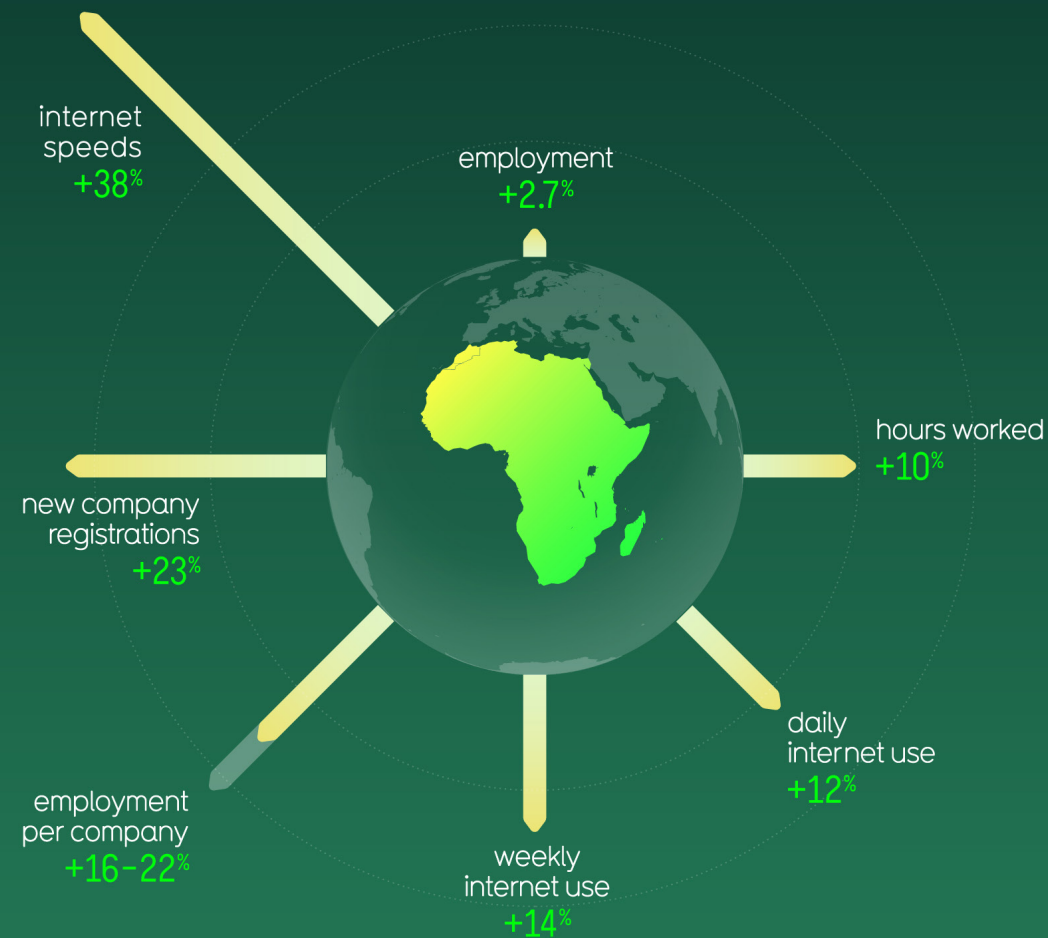 internet
speeds
+38%
employment
+2.7%
hours worked
+10%
new company
registrations
+23%
daily
internet use
+12%
employment
per company
+16-22%
weekly
internet use
+14%